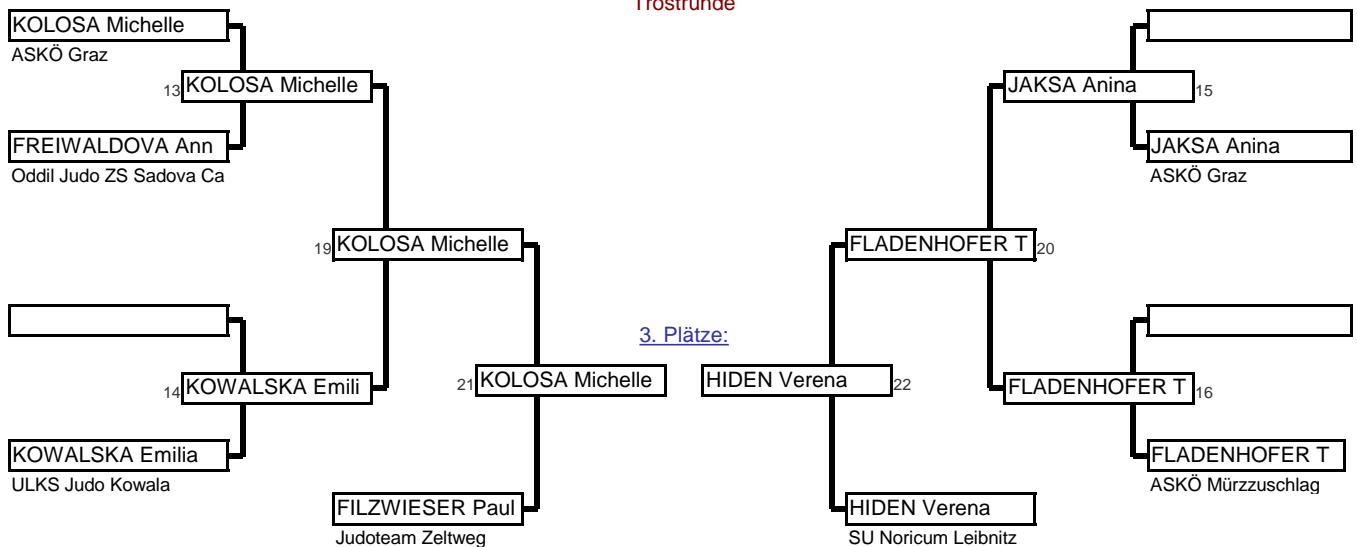 Trostrunde
KOLOSA Michelle
ASKÖ Graz
13 KOLOSA Michelle
FREIWALDOVA Ann
Oddil Judo ZS Sadova Ca
19 KOLOSA Michelle
14 KOWALSKA Emili
KOWALSKA Emilia
ULKS Judo Kowala
3. Plätze:
21 KOLOSA Michelle
FILZWIESER Paul
Judoteam Zeltweg
JAKSA Anina 15
JAKSA Anina
ASKÖ Graz
FLADENHOFER T 20
HIDEN Verena 22
FLADENHOFER T 16
FLADENHOFER T
ASKÖ Mürzzuschlag
HIDEN Verena
SU Noricum Leibnitz